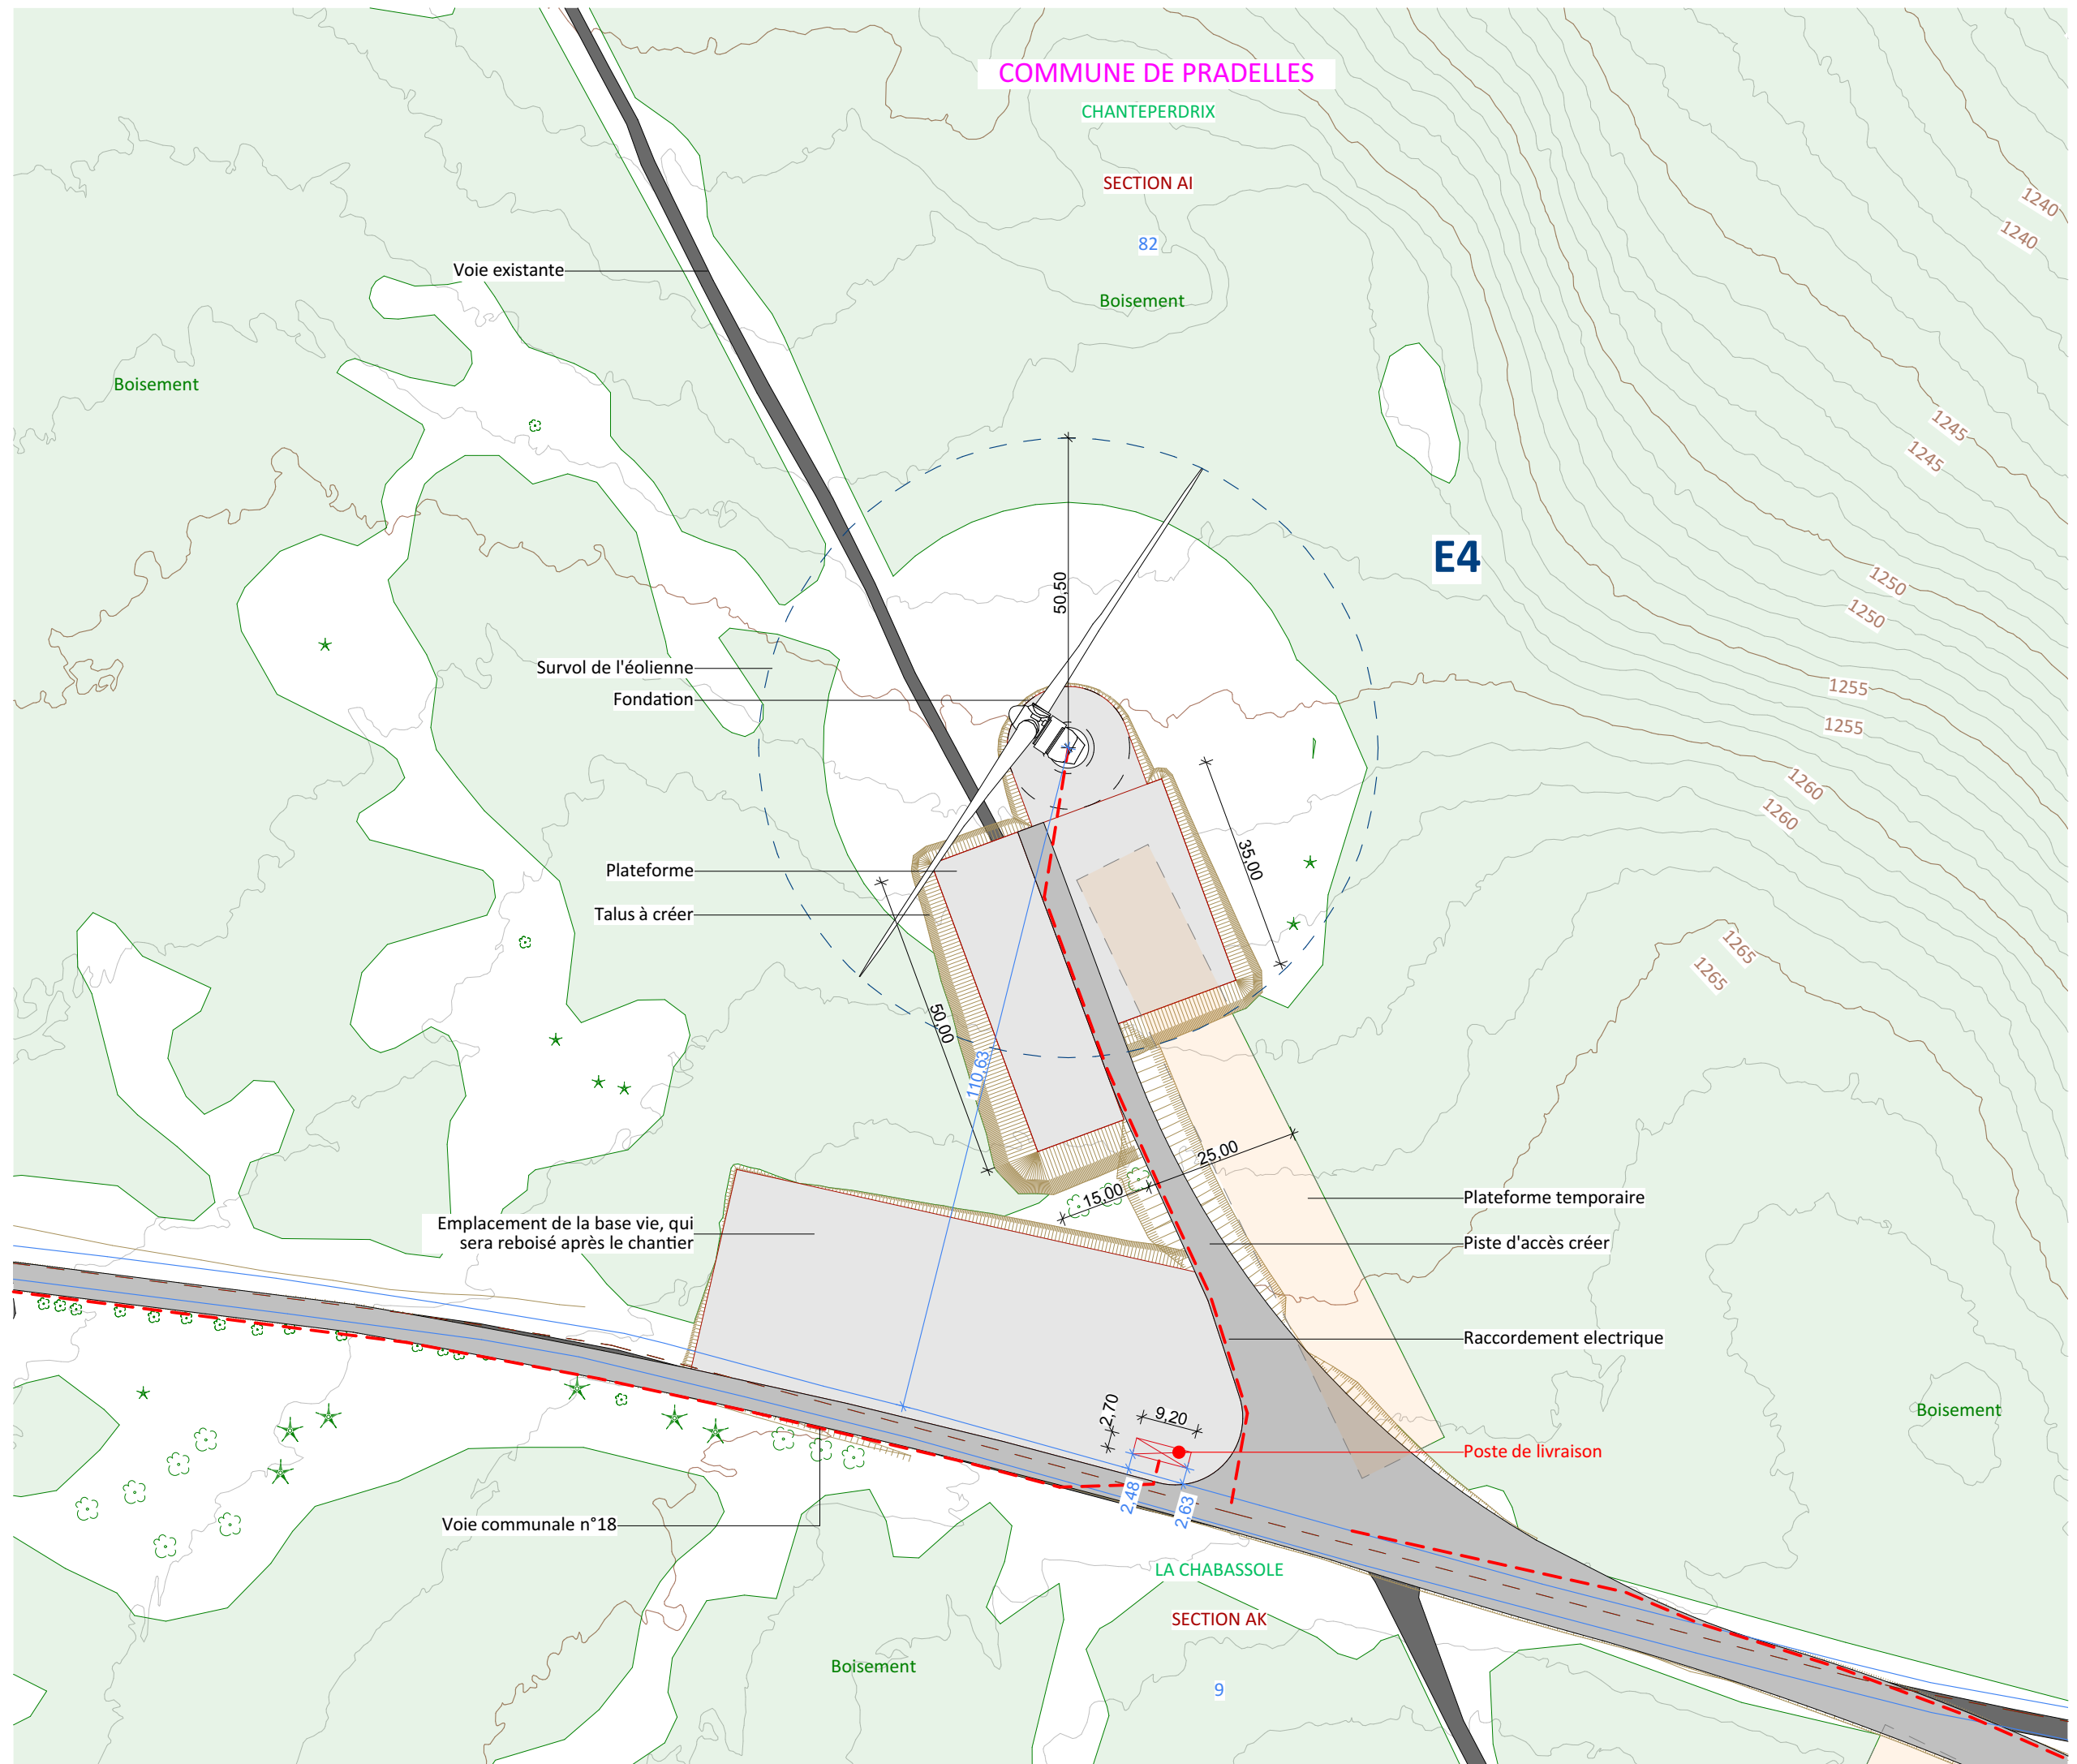 COMMUNE DE PRADELLES
CHANTEPERDRIX
SECTION AI
82
Boisement
1240
1240
Voie existante
Boisement
1245
1245
E4
50,50
1250
1250
Survol de l'éolienne
Fondation
1255
1255
1260
1260
35,00
Plateforme
Talus à créer
1265
1265
50,00
110,63
25,00
15,00
Plateforme temporaire
Emplacement de la base vie, qui
sera reboisé après le chantier
Piste d'accès créer
Raccordement electrique
2,70
9,20
Boisement
Poste de livraison
2,48
2,63
Voie communale n°18
LA CHABASSOLE
SECTION AK
Boisement
9